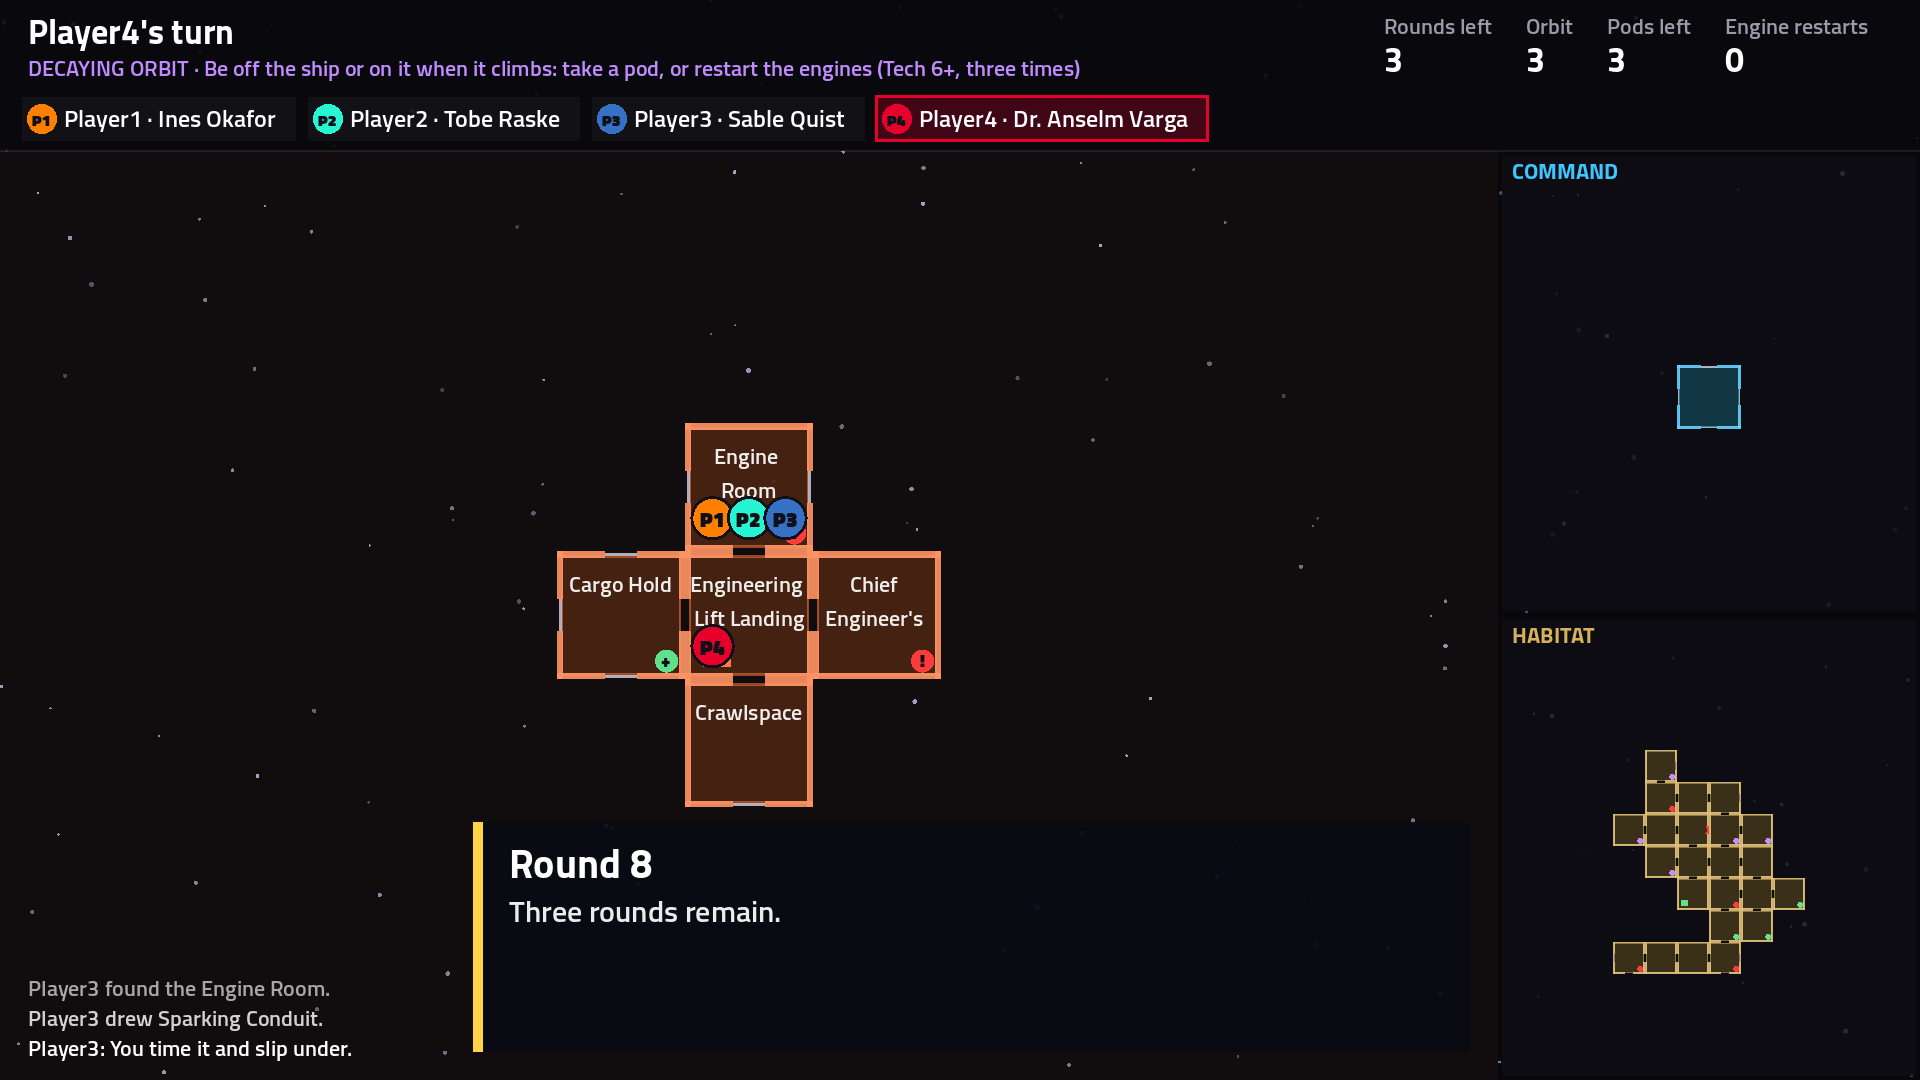 Player4's turn
DECAYING ORBIT · Be off the ship or on it when it climbs: take a pod, or restart the engines (Tech 6+, three times)
Rounds left
3
Orbit
3
Pods left
3
Engine restarts
0
P1 Player1 · Ines Okafor
P2 Player2 · Tobe Raske
P3 Player3 · Sable Quist
P4 Player4 · Dr. Anselm Varga
COMMAND
Engine
Room
P1 P2 P3
Cargo Hold
+
Engineering
Lift Landing
P4
Chief
Engineer's
!
Crawlspace
HABITAT
Round 8
Three rounds remain.
Player3 found the Engine Room.
Player3 drew Sparking Conduit.
Player3: You time it and slip under.